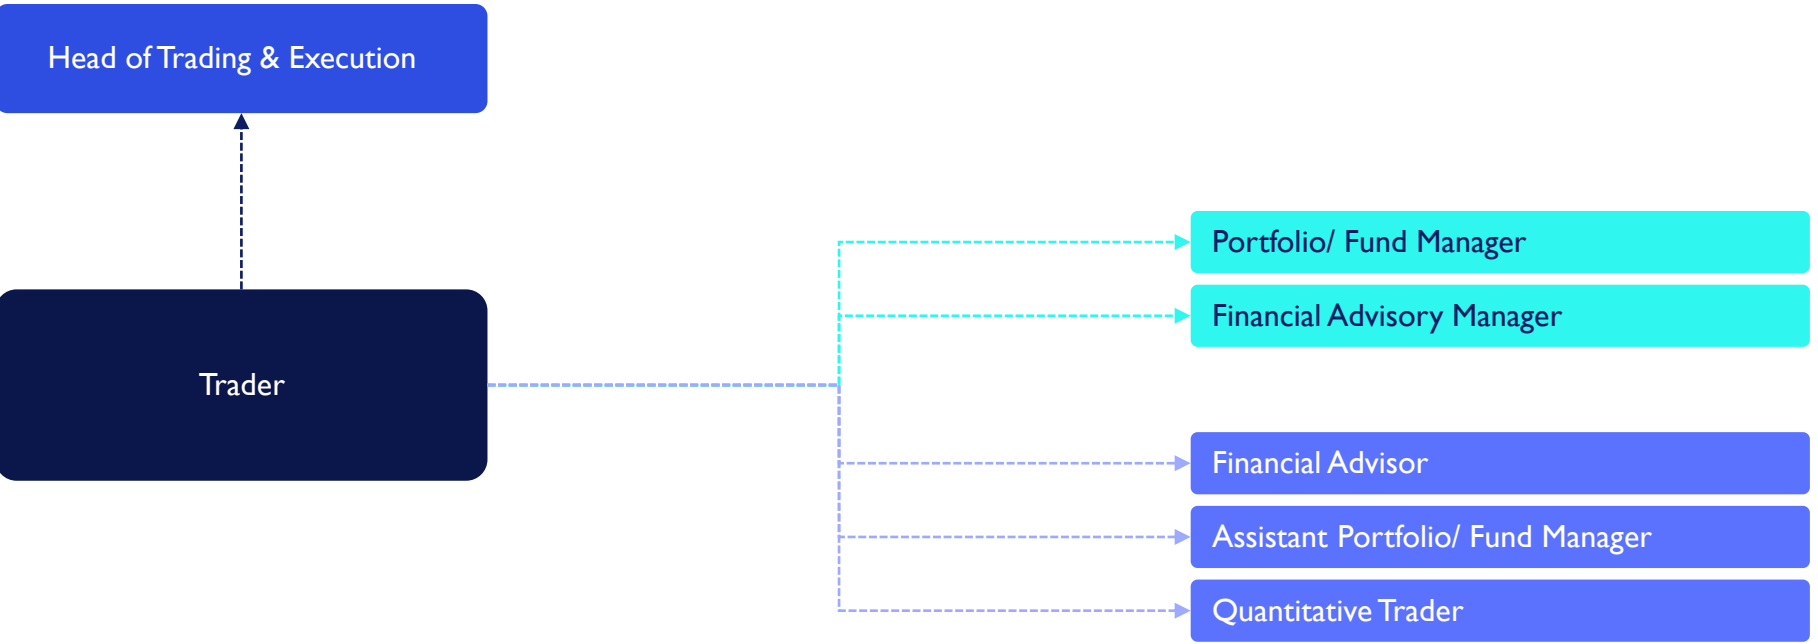 Head of Trading & Execution
Portfolio/ Fund Manager
Financial Advisory Manager
Trader
Financial Advisor
Assistant Portfolio/ Fund Manager
Quantitative Trader